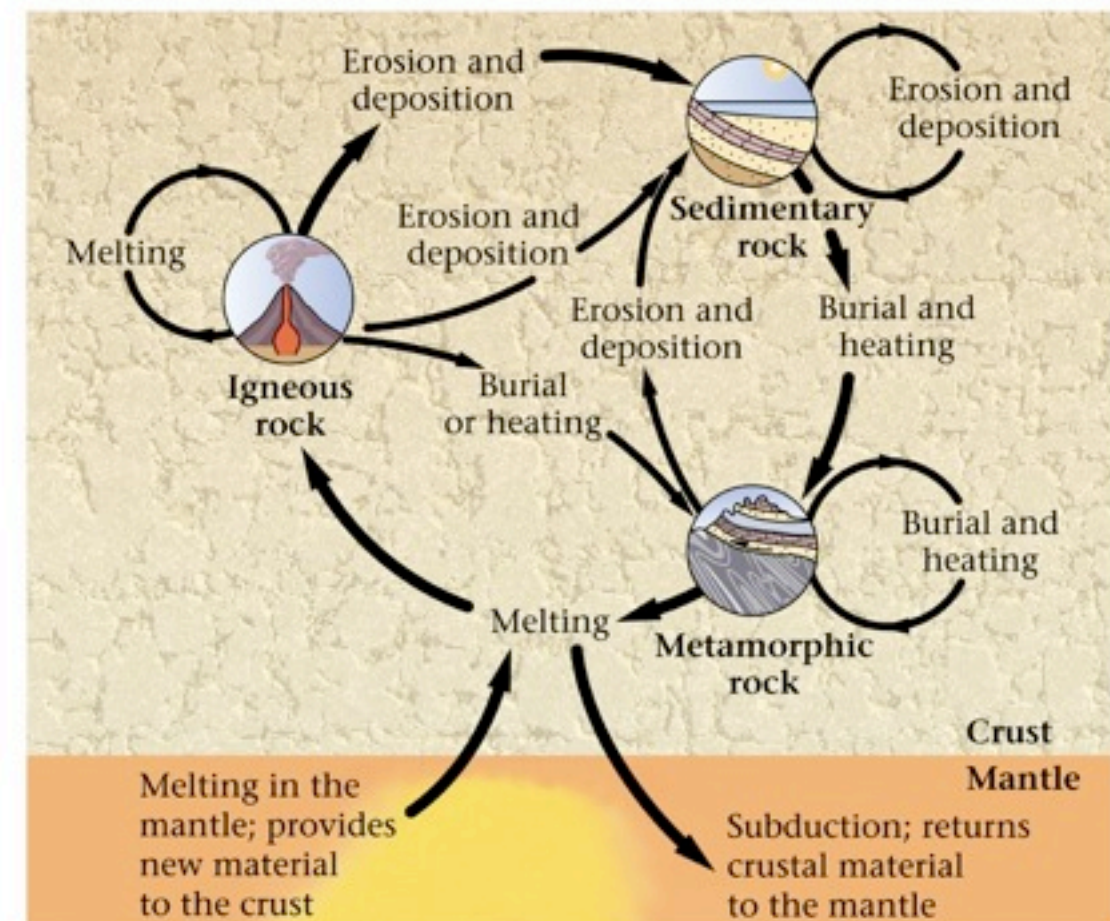 Erosion and
deposition
Erosion and
deposition
Melting
Erosion and
deposition
Sedimentary
rock
Erosion and
deposition
Burial and
heating
Igneous
rock
Burial
or heating
Burial and
heating
Melting
Metamorphic
rock
Crust
Mantle
Melting in the
mantle; provides
new material
to the crust
Subduction; returns
crustal material
to the mantle